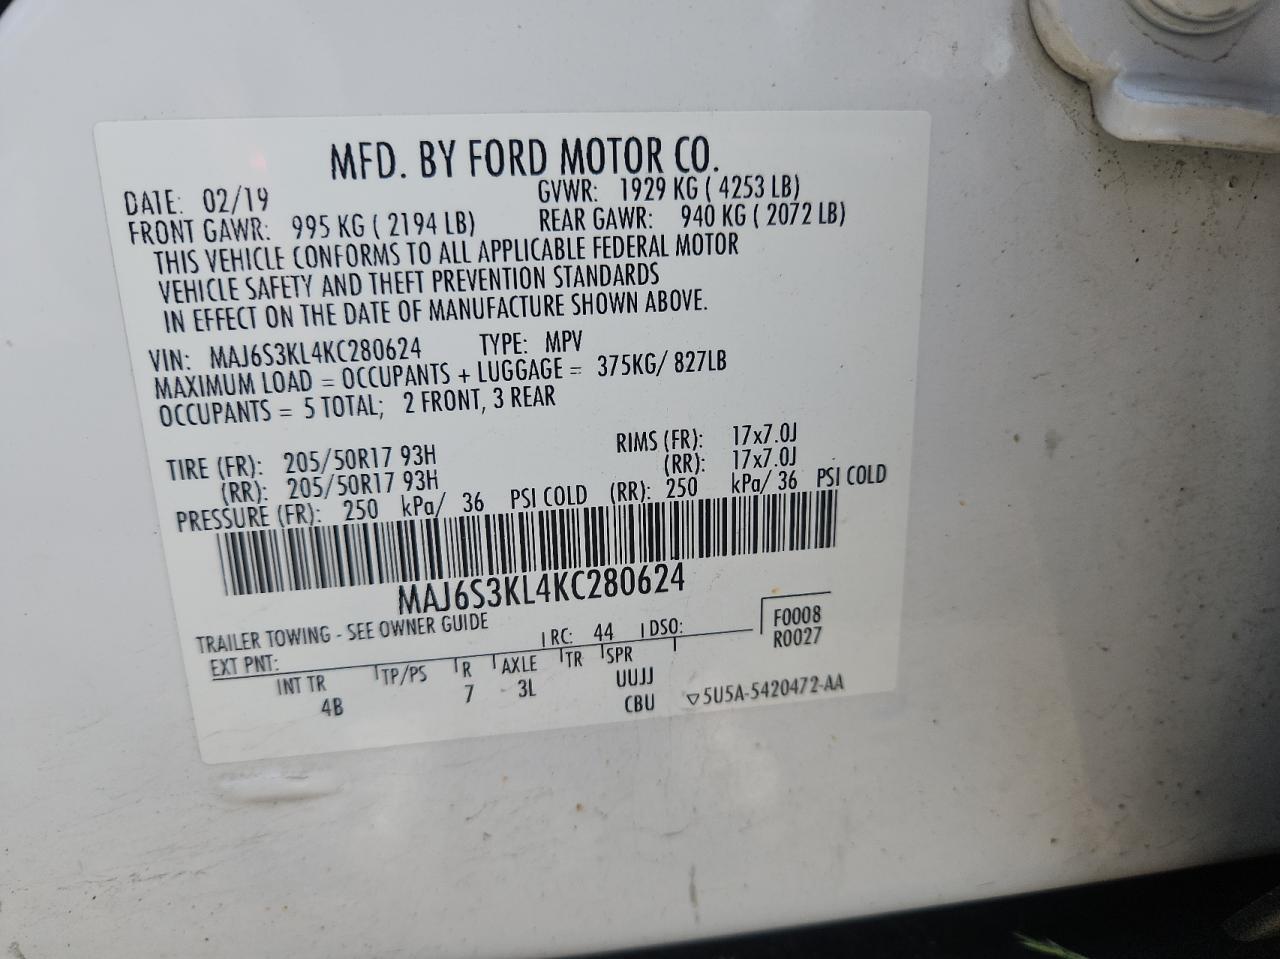 MFD. BY FORD MOTOR CO.
DATE: 02/19 GVWR: 1929 KG ( 4253 LB)
FRONT GAWR: 995 KG ( 2194 LB) REAR GAWR: 940 KG ( 2072 LB)
THIS VEHICLE CONFORMS TO ALL APPLICABLE FEDERAL MOTOR
VEHICLE SAFETY AND THEFT PREVENTION STANDARDS
IN EFFECT ON THE DATE OF MANUFACTURE SHOWN ABOVE.
VIN: MAJ6S3KL4KC280624 TYPE: MPV
MAXIMUM LOAD = OCCUPANTS + LUGGAGE = 375KG/ 827LB
OCCUPANTS = 5 TOTAL; 2 FRONT, 3 REAR
TIRE (FR): 205/50R17 93H RIMS (FR): 17x7.0J
(RR): 205/50R17 93H (RR): 17x7.0J
PRESSURE (FR): 250 kPa/ 36 PSI COLD (RR): 250 kPa/ 36 PSI COLD
MAJ6S3KL4KC280624
TRAILER TOWING - SEE OWNER GUIDE
EXT PNT: RC: 44 DSO: F0008
R0027
INT TR TP/PS R AXLE TR SPR
4B 7 3L UUJJ
CBU ▽5U5A-5420472-AA